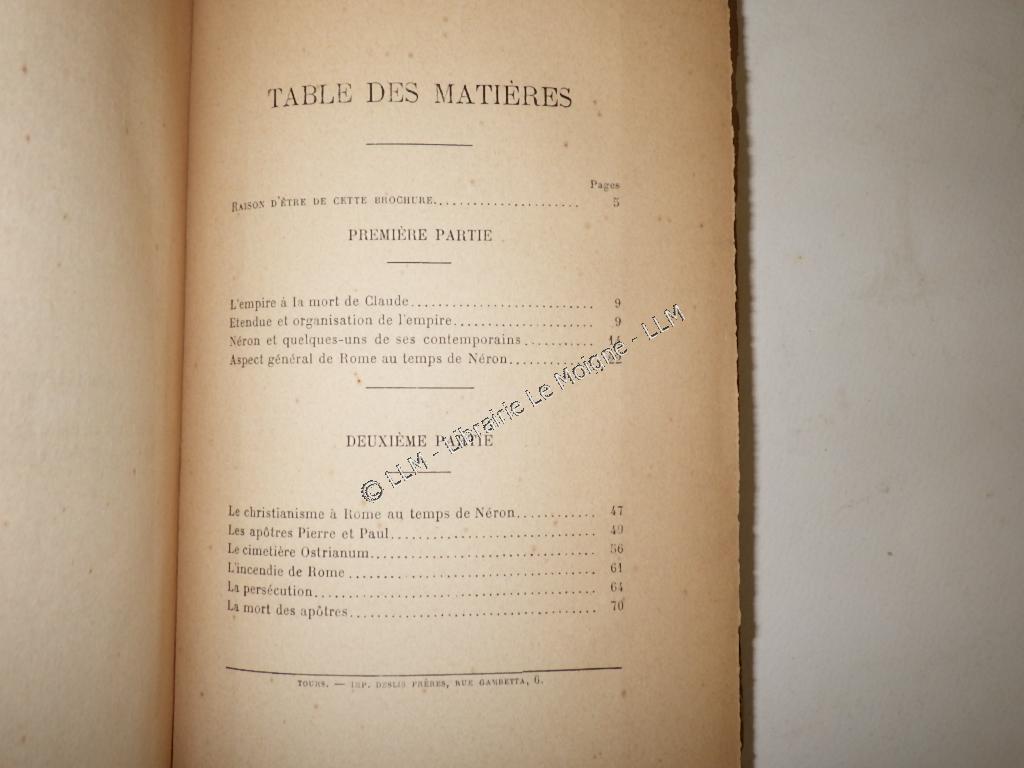 TABLE DES MATIÈRES
Pages
RAISON D'ÊTRE DE CETTE BROCHURE..................... 5
PREMIÈRE PARTIE
L'empire à la mort de Claude........................... 9
Etendue et organisation de l'empire..................... 9
Néron et quelques-uns de ses contemporains...........
Aspect général de Rome au temps de Néron............
DEUXIÈME PARTIE
© LLM - Librairie Le Moigne - LLM
Le christianisme à Rome au temps de Néron............ 47
Les apôtres Pierre et Paul.............................. 49
Le cimetière Ostrianum................................. 56
L'incendie de Rome..................................... 61
La persécution.......................................... 64
La mort des apôtres..................................... 70
TOURS. — IMP. DESLIS FRÈRES, RUE GAMBETTA, 6.